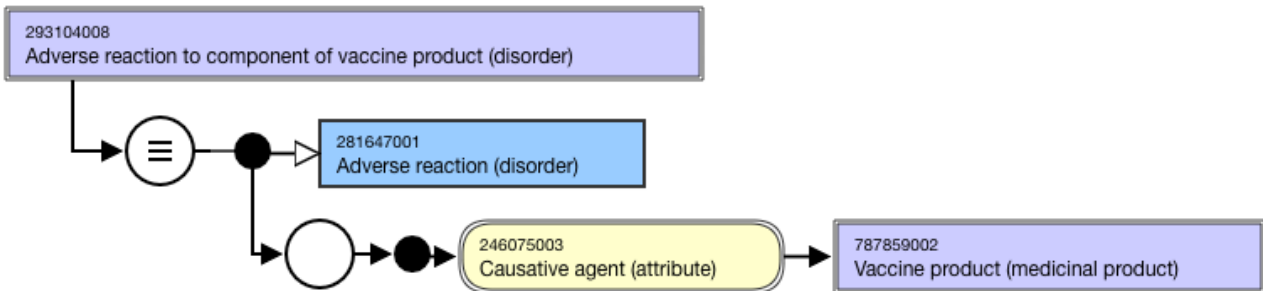 293104008
Adverse reaction to component of vaccine product (disorder)
281647001
Adverse reaction (disorder)
246075003
Causative agent (attribute)
787859002
Vaccine product (medicinal product)